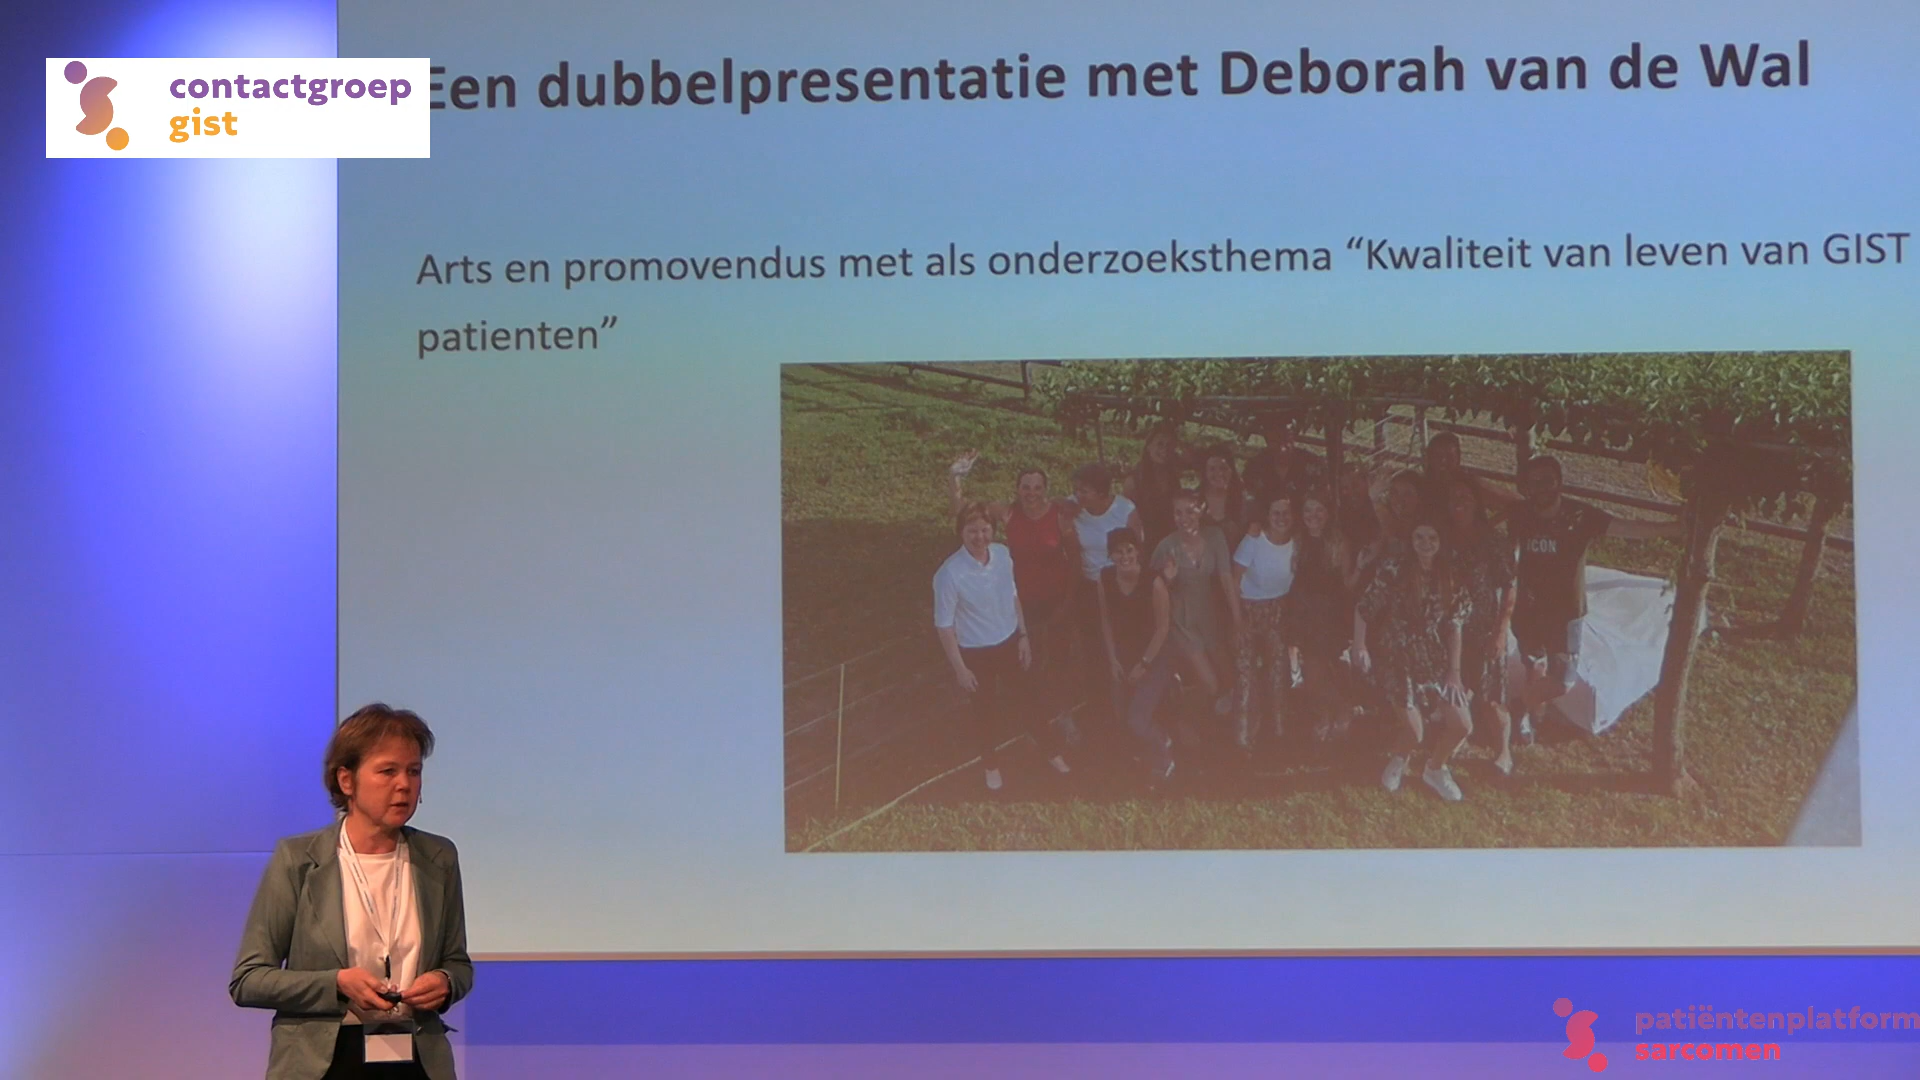 contactgroep
gist
Een dubbelpresentatie met Deborah van de Wal
Arts en promovendus met als onderzoeksthema “Kwaliteit van leven van GIST
patienten”
ICON
patiëntenplatform
sarcomen